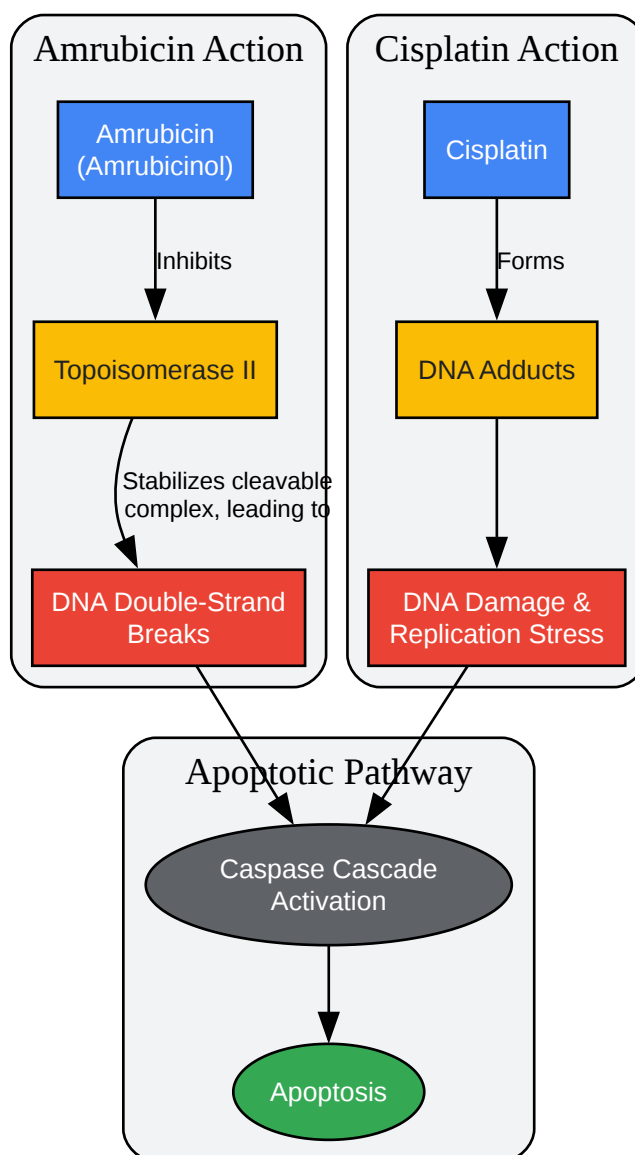 Amrubicin Action
Amrubicin
(Amrubicinol)
Inhibits
Topoisomerase II
Stabilizes cleavable
complex, leading to
DNA Double-Strand
Breaks
Cisplatin Action
Cisplatin
Forms
DNA Adducts
DNA Damage &
Replication Stress
Apoptotic Pathway
Caspase Cascade
Activation
Apoptosis